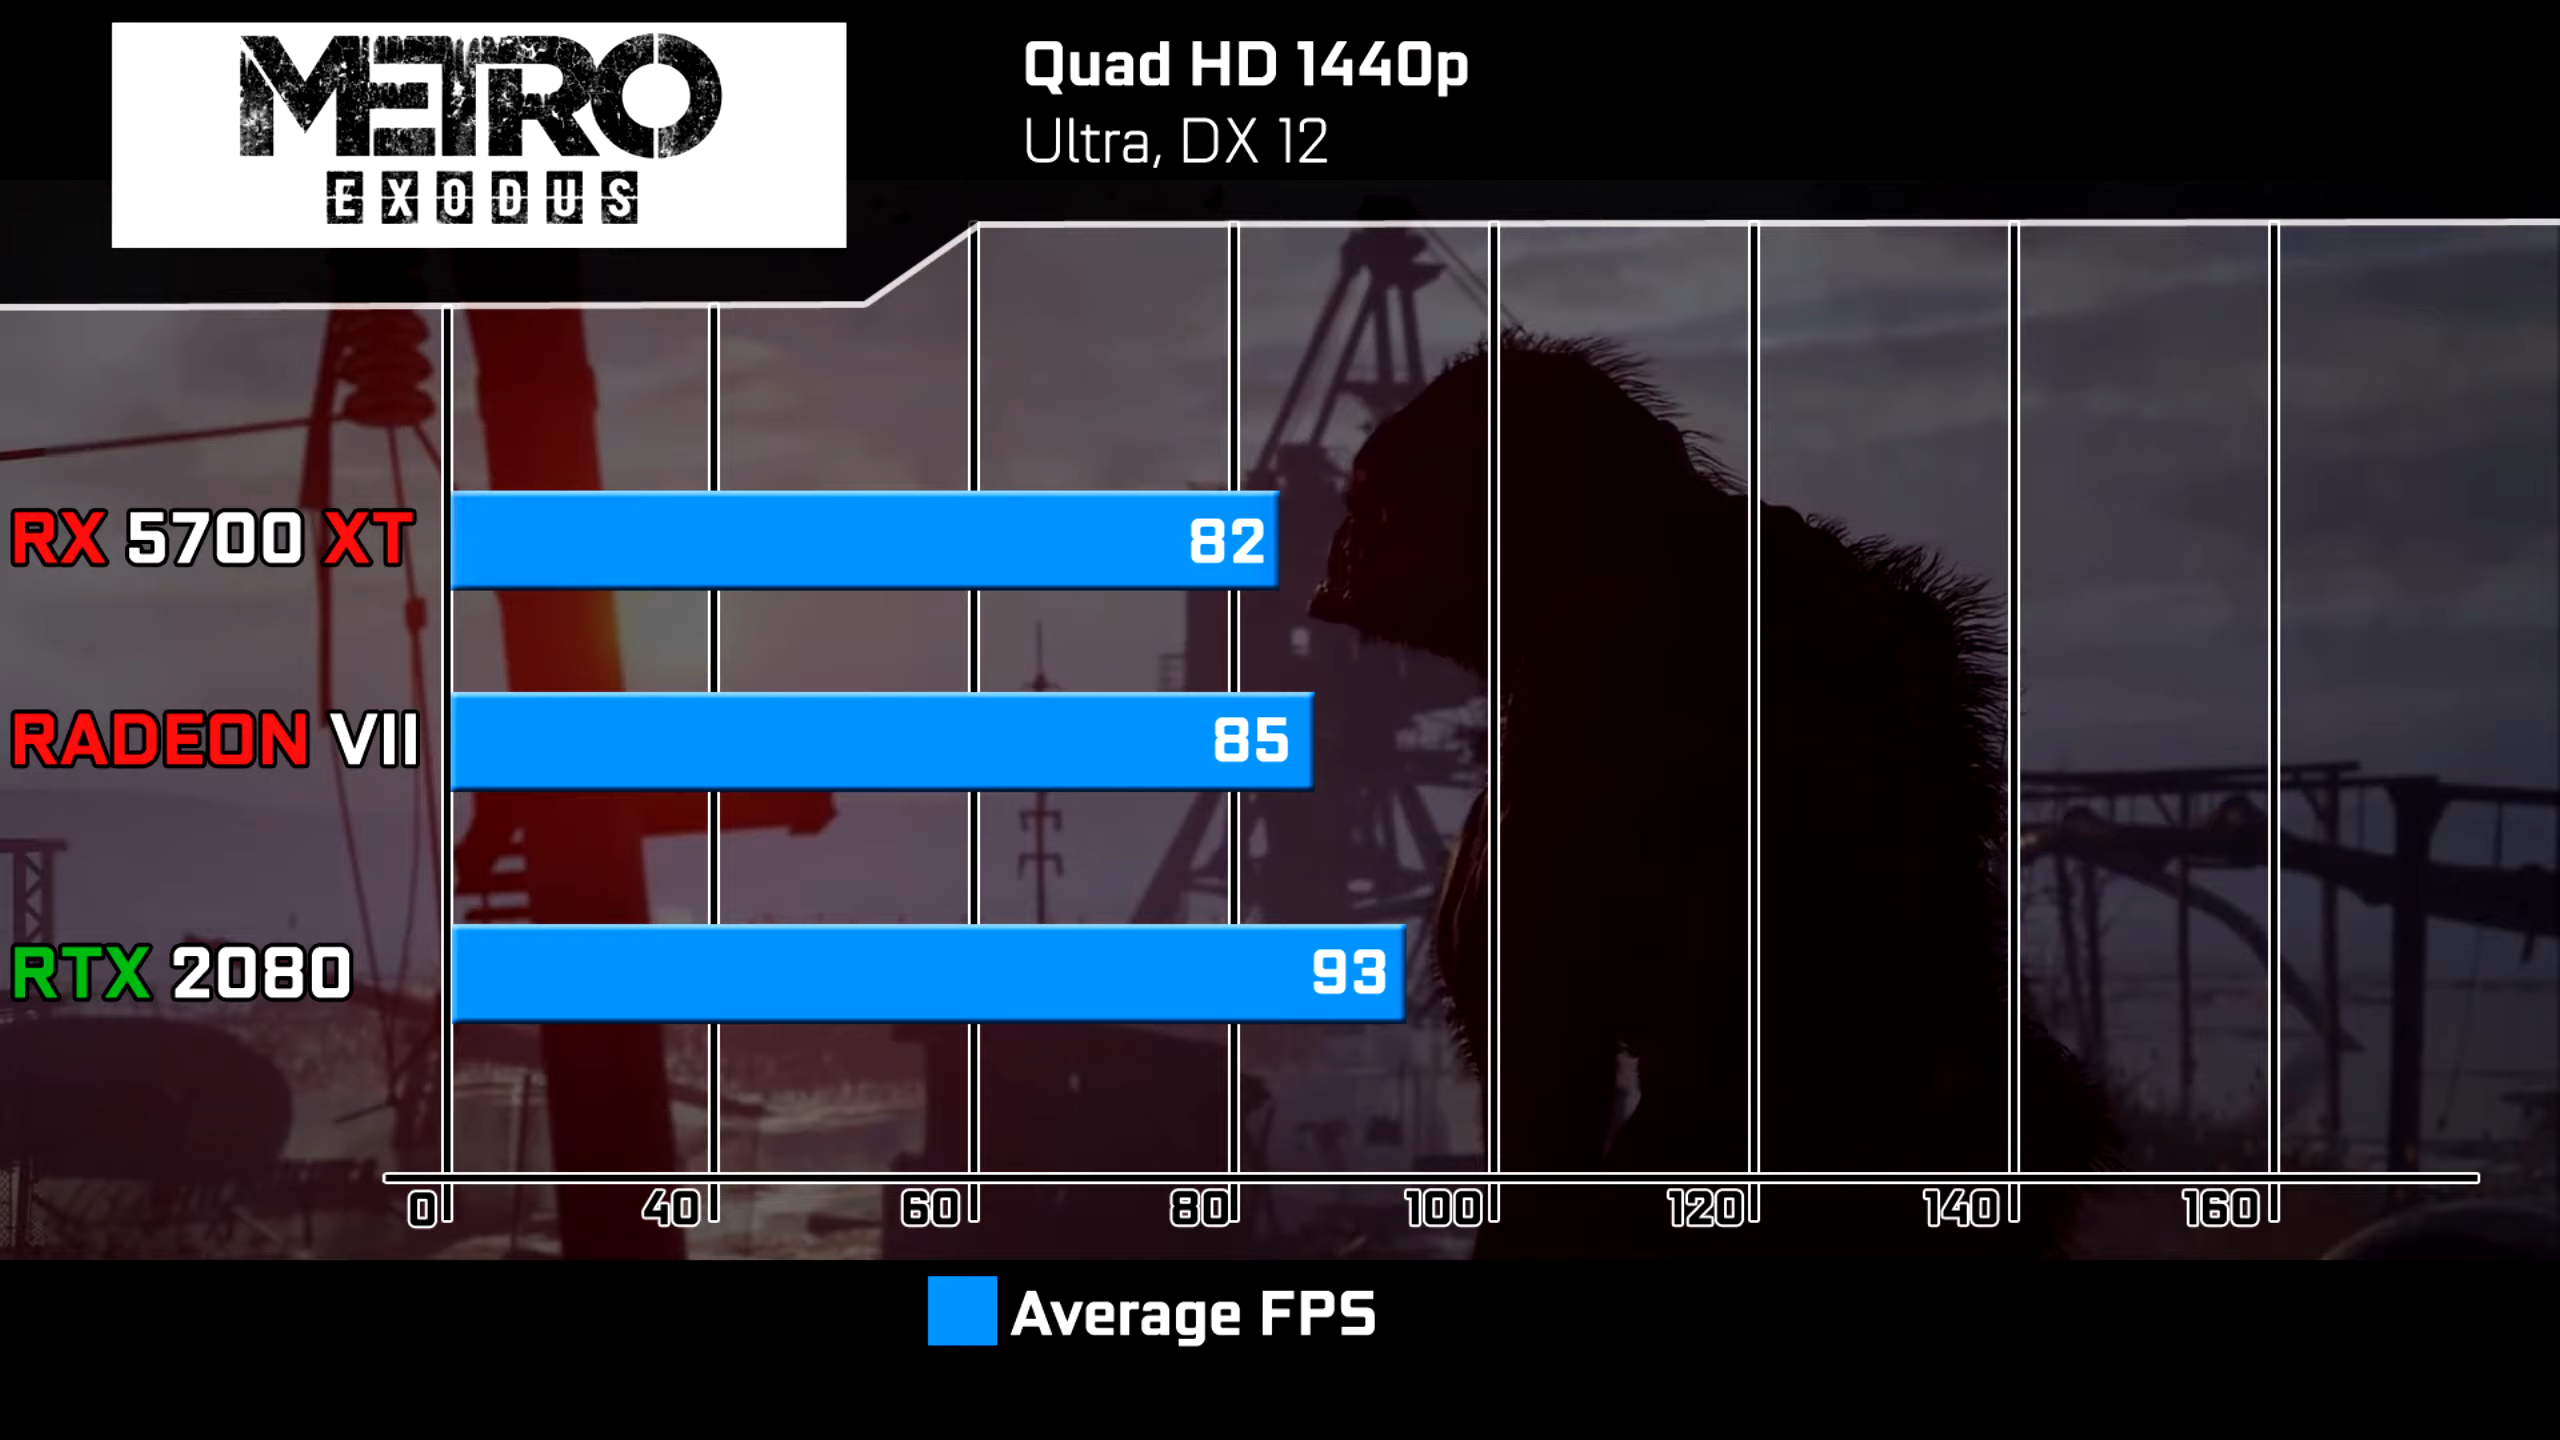 METRO
EXODUS
Quad HD 1440p
Ultra, DX 12
RX 5700 XT
82
RADEON VII
85
RTX 2080
93
0 40 60 80 100 120 140 160
Average FPS